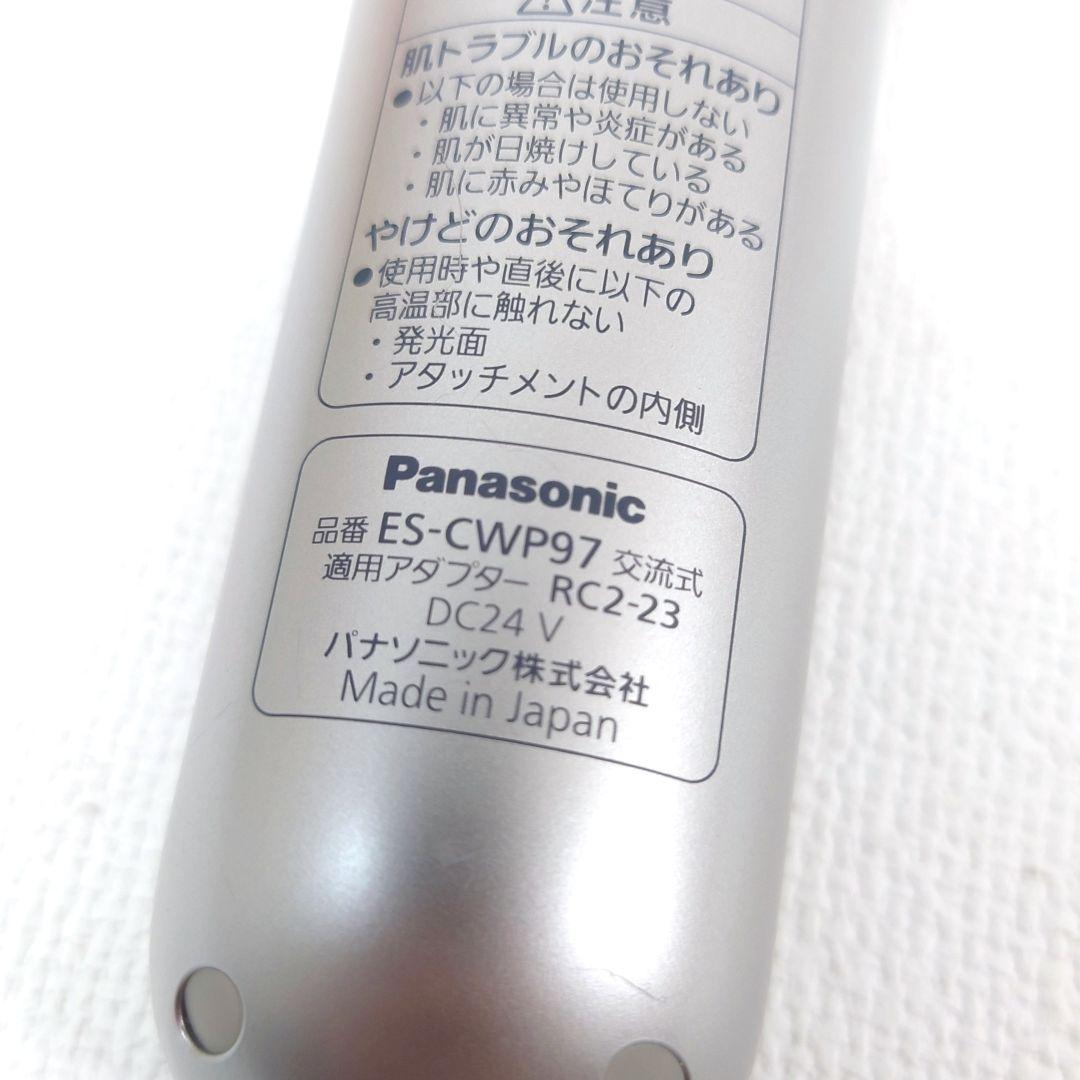 注意
肌トラブルのおそれあり
●以下の場合は使用しない
・肌に異常や炎症がある
・肌が日焼けしている
・肌に赤みやほてりがある
やけどのおそれあり
●使用時や直後に以下の
高温部に触れない
・発光面
・アタッチメントの内側
Panasonic
品番 ES-CWP97 交流式
適用アダプター RC2-23
DC24 V
パナソニック株式会社
Made in Japan